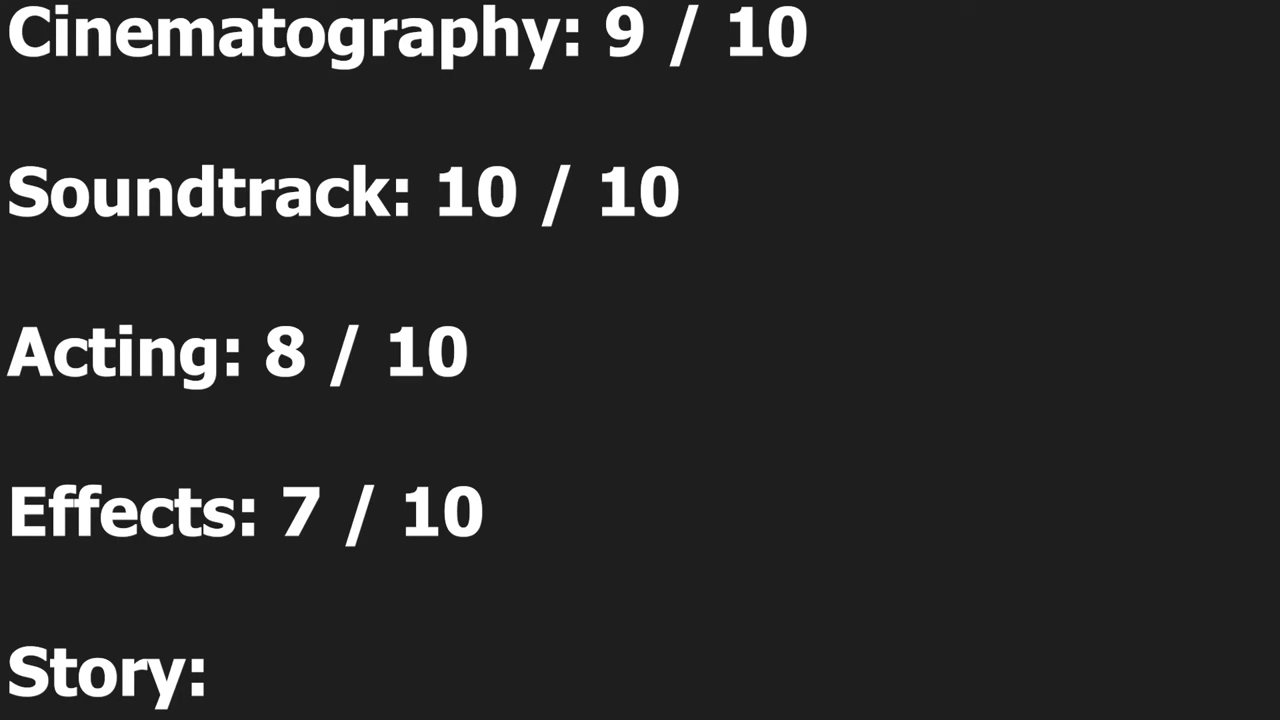 Cinematography: 9 / 10
Soundtrack: 10 / 10
Acting: 8 / 10
Effects: 7 / 10
Story: